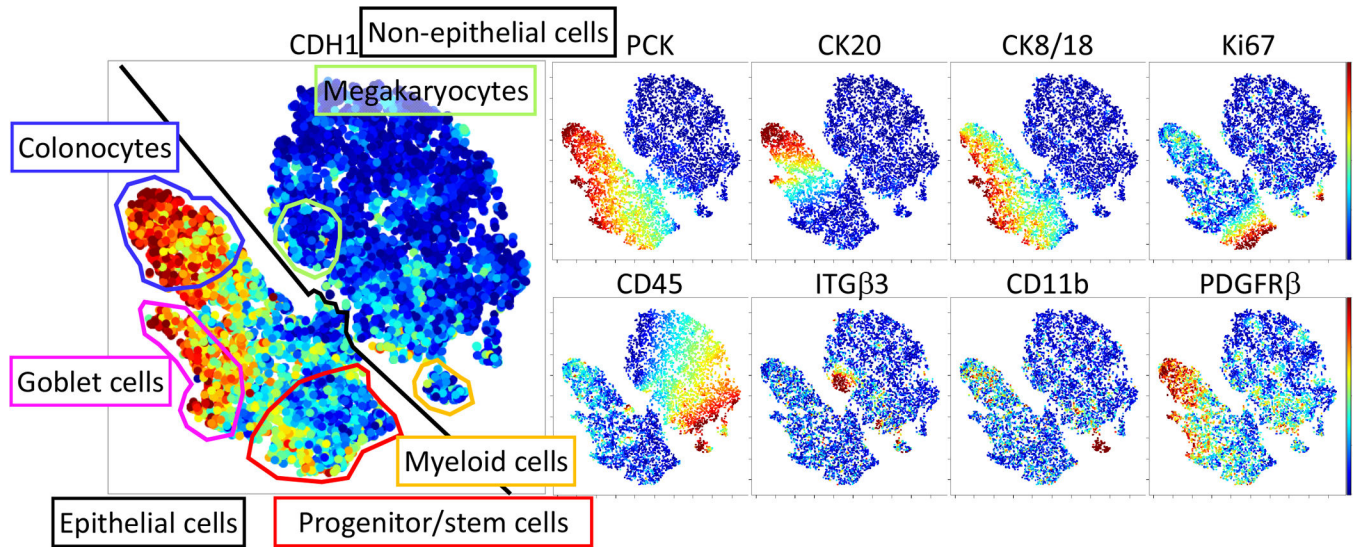 Non-epithelial cells
CDH1
Megakaryocytes
Colonocytes
Goblet cells
Myeloid cells
Epithelial cells
Progenitor/stem cells
PCK
CK20
CK8/18
Ki67
CD45
ITGβ3
CD11b
PDGFRβ